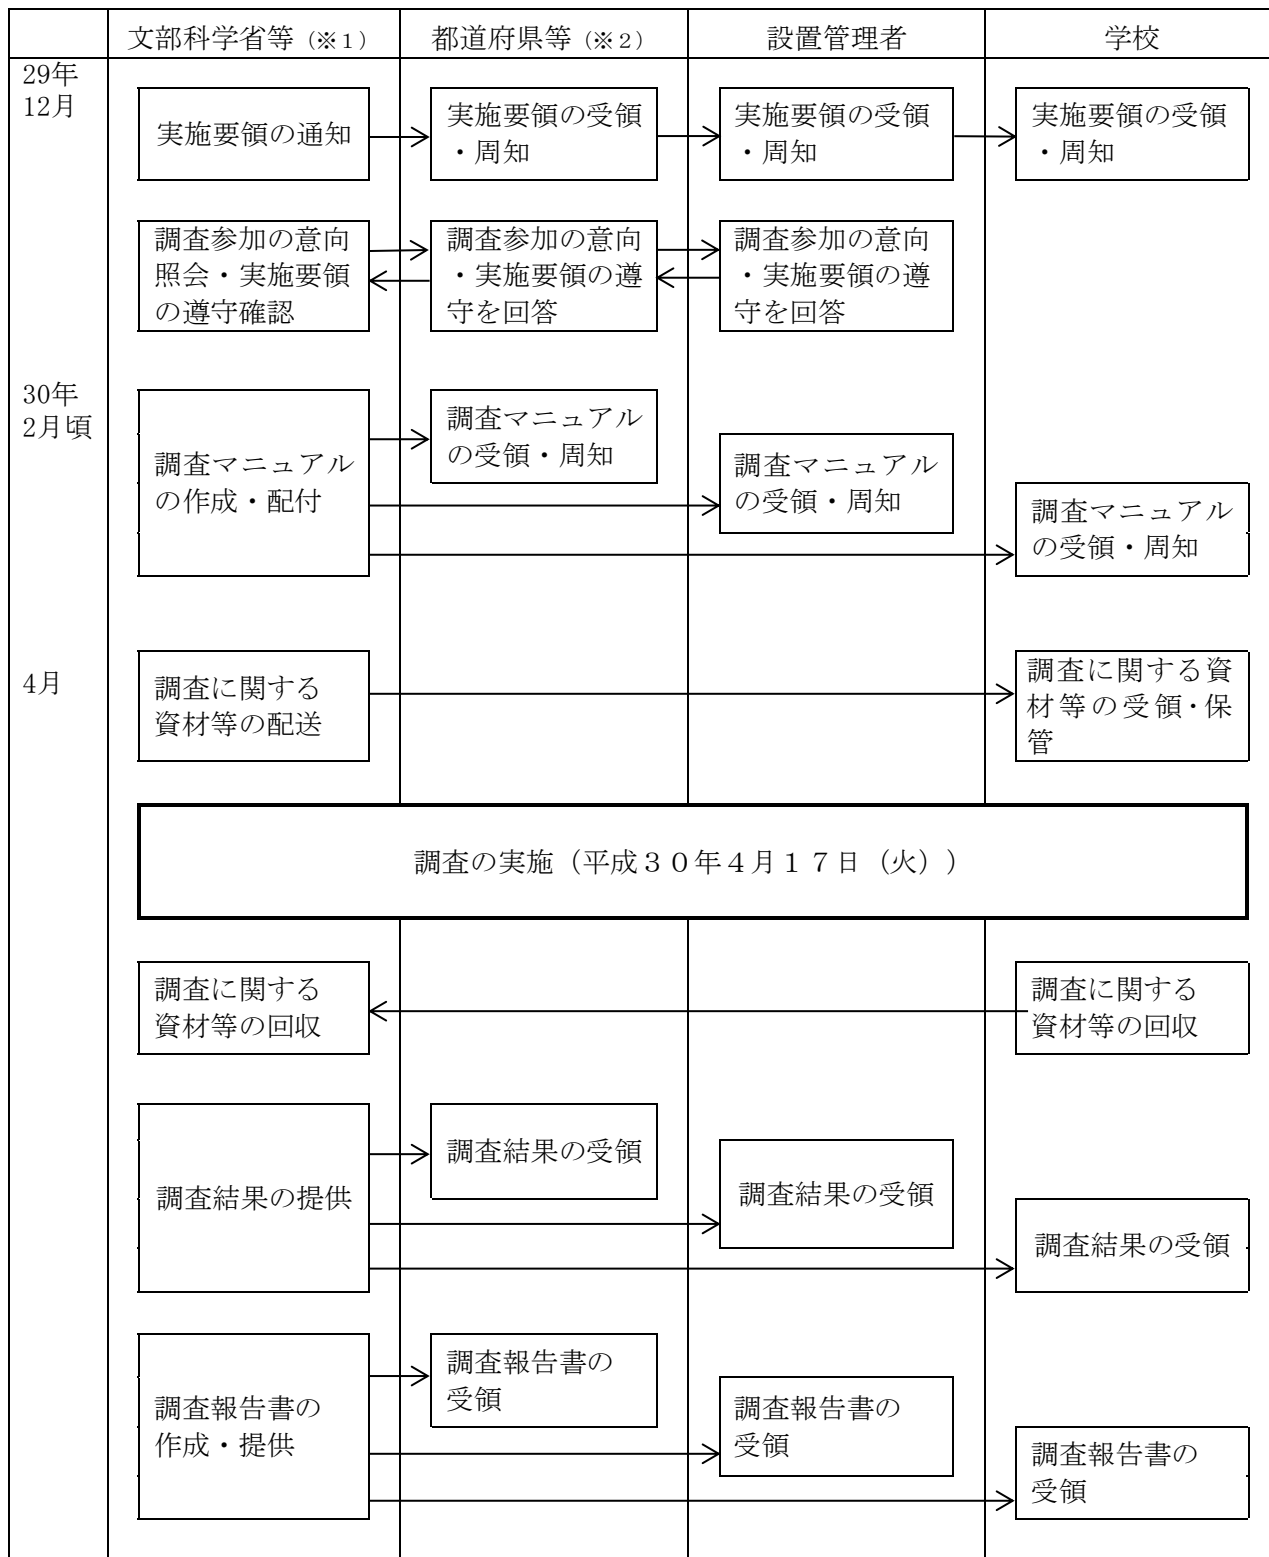 文部科学省等（※１）
都道府県等（※２）
設置管理者
学校
29年
12月
実施要領の通知
実施要領の受領
・周知
実施要領の受領
・周知
実施要領の受領
・周知
調査参加の意向
照会・実施要領
の遵守確認
調査参加の意向
・実施要領の遵
守を回答
調査参加の意向
・実施要領の遵
守を回答
30年
2月頃
調査マニュアル
の作成・配付
調査マニュアル
の受領・周知
調査マニュアル
の受領・周知
調査マニュアル
の受領・周知
4月
調査に関する
資材等の配送
調査に関する資
材等の受領・保
管
調査の実施（平成３０年４月１７日（火））
調査に関する
資材等の回収
調査に関する
資材等の回収
調査結果の提供
調査結果の受領
調査結果の受領
調査結果の受領
調査報告書の
作成・提供
調査報告書の
受領
調査報告書の
受領
調査報告書の
受領